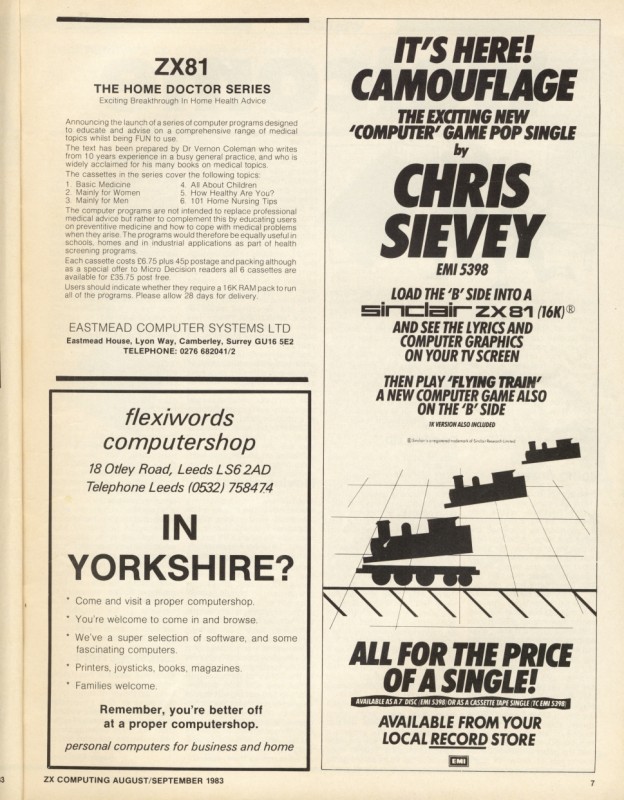 ZX81
THE HOME DOCTOR SERIES
Exciting Breakthrough In Home Health Advice
Announcing the launch of a series of computer programs designed
to educate and advise on a comprehensive range of medical
topics whilst being FUN to use.
The text has been prepared by Dr Vernon Coleman who writes
from 10 years experience in a busy general practice, and who is
widely acclaimed for his many books on medical topics.
The cassettes in the series cover the following topics:
1. Basic Medicine 4. All About Children
2. Mainly for Women 5. How Healthy Are You?
3. Mainly for Men 6. 101 Home Nursing Tips
The computer programs are not intended to replace professional
medical advice but rather to complement this by educating users
on preventitive medicine and how to cope with medical problems
when they arise. The programs would therefore be equally useful in
schools, homes and in industrial applications as part of health
screening programs.
Each cassette costs £6.75 plus 45p postage and packing although
as a special offer to Micro Decision readers all 6 cassettes are
available for £35.75 post free.
Users should indicate whether they require a 16K RAM pack to run
all of the programs. Please allow 28 days for delivery.
EASTMEAD COMPUTER SYSTEMS LTD
Eastmead House, Lyon Way, Camberley, Surrey GU16 5E2
TELEPHONE: 0276 682041/2
flexiwords
computershop
18 Otley Road, Leeds LS6 2AD
Telephone Leeds (0532) 758474
IN
YORKSHIRE?
* Come and visit a proper computershop.
* You're welcome to come in and browse.
* We've a super selection of software, and some
fascinating computers.
* Printers, joysticks, books, magazines.
* Families welcome.
Remember, you're better off
at a proper computershop.
personal computers for business and home
IT'S HERE!
CAMOUFLAGE
THE EXCITING NEW
'COMPUTER' GAME POP SINGLE
by
CHRIS
SIEVEY
EMI 5398
LOAD THE 'B' SIDE INTO A
sinclair ZX81 (16K)®
AND SEE THE LYRICS AND
COMPUTER GRAPHICS
ON YOUR TV SCREEN
THEN PLAY 'FLYING TRAIN'
A NEW COMPUTER GAME ALSO
ON THE 'B' SIDE
1K VERSION ALSO INCLUDED
® Sinclair is a registered trademark of Sinclair Research Limited
ALL FOR THE PRICE
OF A SINGLE!
AVAILABLE AS A 7" DISC (EMI 5398) OR AS A CASSETTE TAPE SINGLE (TC EMI 5398)
AVAILABLE FROM YOUR
LOCAL RECORD STORE
EMI
3
ZX COMPUTING AUGUST/SEPTEMBER 1983
7